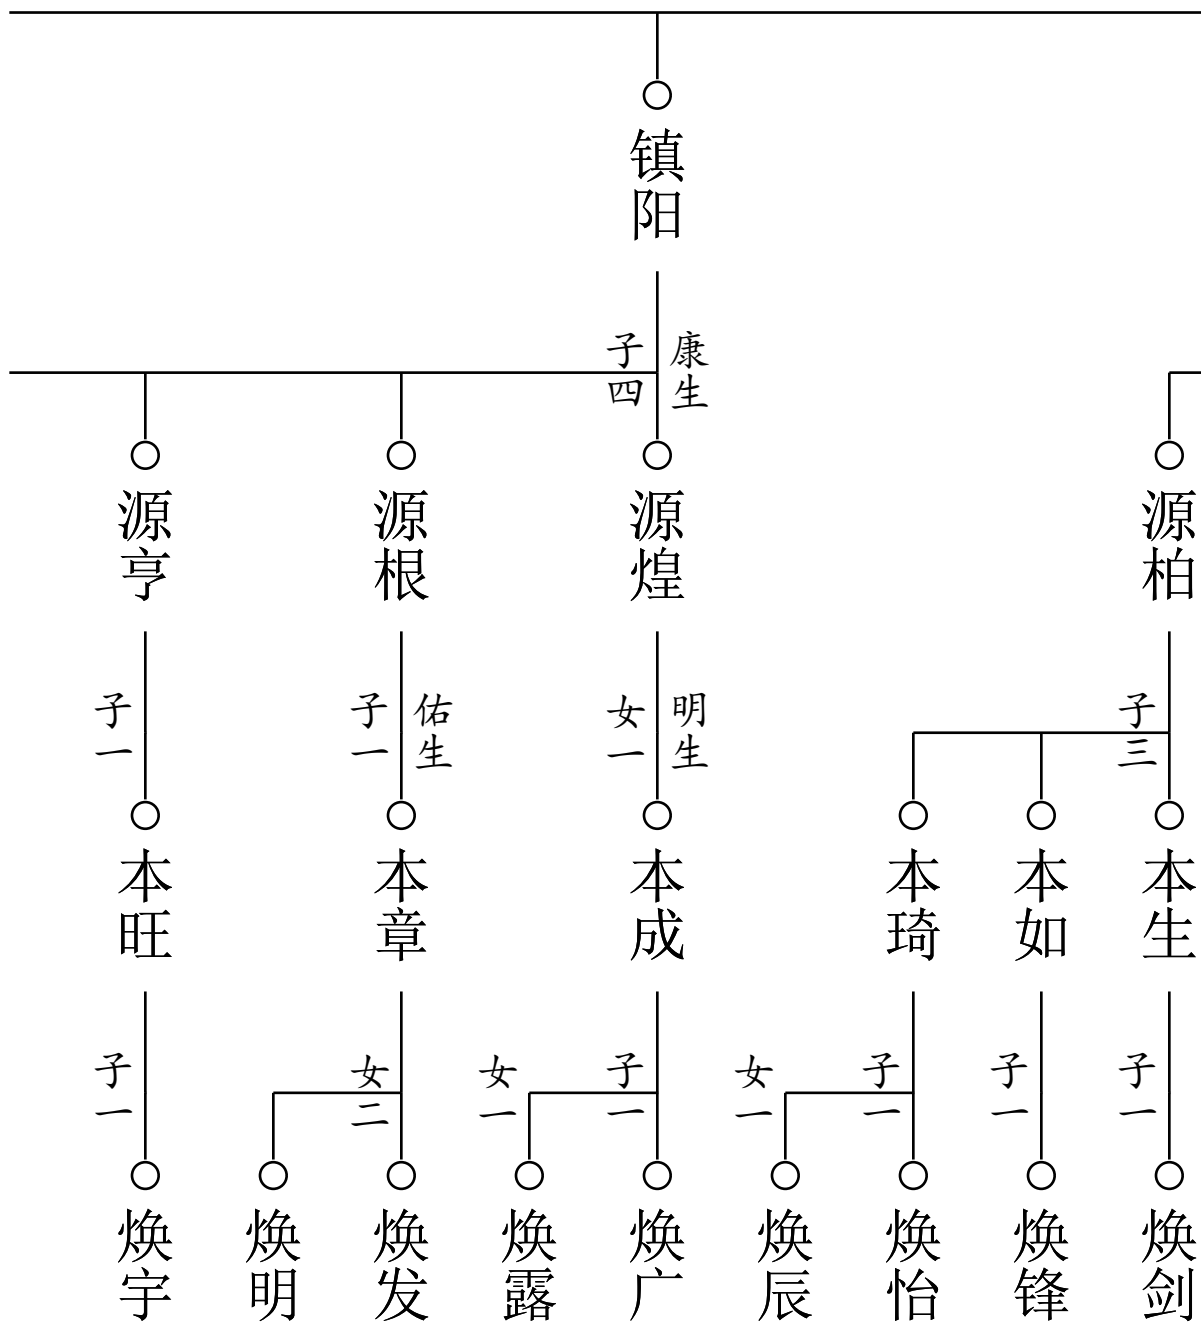 镇阳
子四
康生
源亨
源根
源煌
源柏
子一
子一
佑生
女一
明生
子三
本旺
本章
本成
本琦
本如
本生
子一
女二
女一
子一
女一
子一
子一
子一
焕宇
焕明
焕发
焕露
焕广
焕辰
焕怡
焕锋
焕剑